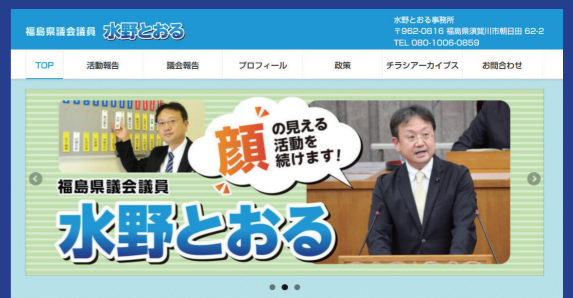 福島県議会議員 水野とおる
水野とおる事務所
〒962-0816 福島県須賀川市朝日田 62-2
TEL 080-1006-0859
TOP 活動報告 議会報告 プロフィール 政策 チラシアーカイブス お問合わせ
顔の見える
活動を
続けます!
福島県議会議員
水野とおる